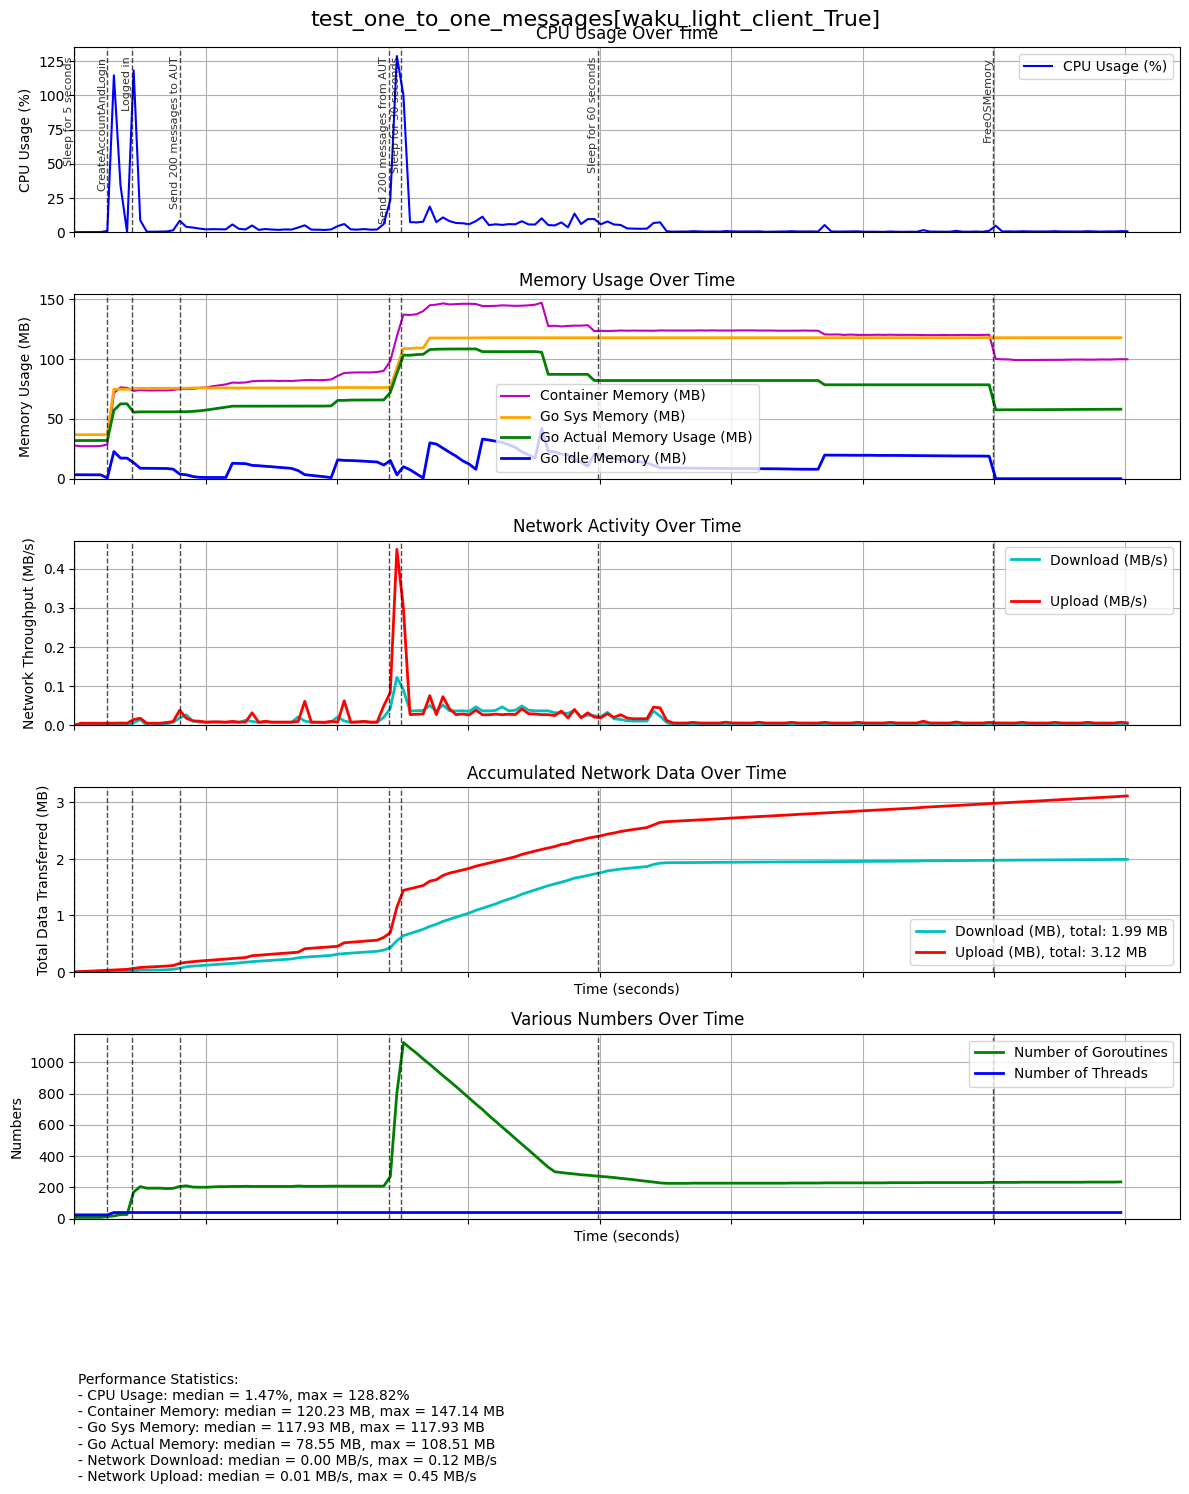 test_one_to_one_messages[waku_light_client_True]
CPU Usage Over Time
CPU Usage (%)
125
100
75
50
25
0
Sleep for 5 seconds
CreateAccountAndLogin
Logged in
Send 200 messages to AUT
Send 200 messages from AUT
Sleep for 30 seconds
Sleep for 60 seconds
FreeOSMemory
CPU Usage (%)
Memory Usage Over Time
Memory Usage (MB)
150
100
50
0
Container Memory (MB)
Go Sys Memory (MB)
Go Actual Memory Usage (MB)
Go Idle Memory (MB)
Network Activity Over Time
Network Throughput (MB/s)
0.4
0.3
0.2
0.1
0.0
Download (MB/s)
Upload (MB/s)
Accumulated Network Data Over Time
Total Data Transferred (MB)
3
2
1
0
Download (MB), total: 1.99 MB
Upload (MB), total: 3.12 MB
Time (seconds)
Various Numbers Over Time
Numbers
1000
800
600
400
200
0
Number of Goroutines
Number of Threads
Time (seconds)
Performance Statistics:
- CPU Usage: median = 1.47%, max = 128.82%
- Container Memory: median = 120.23 MB, max = 147.14 MB
- Go Sys Memory: median = 117.93 MB, max = 117.93 MB
- Go Actual Memory: median = 78.55 MB, max = 108.51 MB
- Network Download: median = 0.00 MB/s, max = 0.12 MB/s
- Network Upload: median = 0.01 MB/s, max = 0.45 MB/s